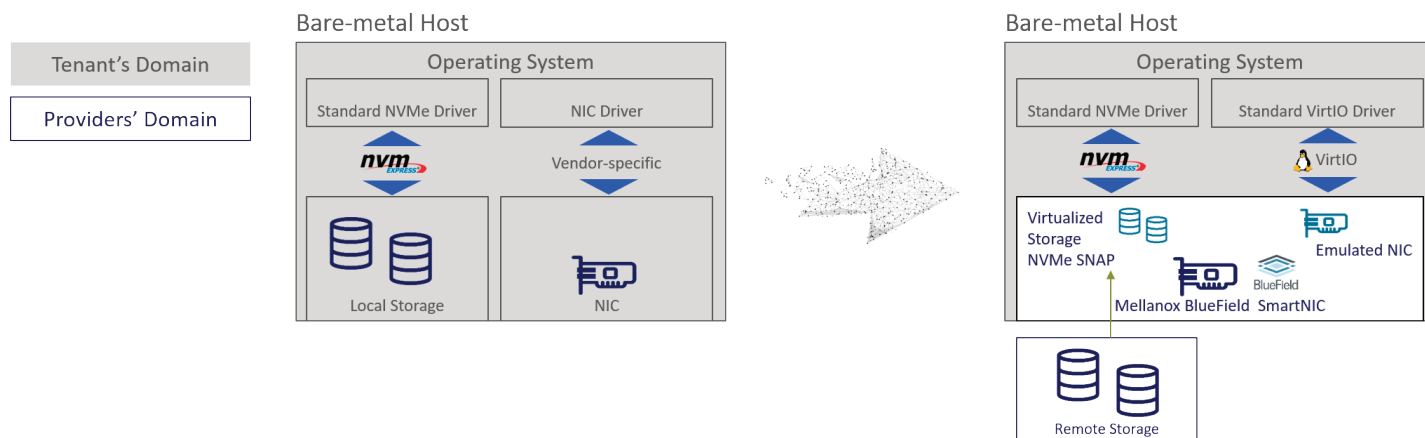 Tenant's Domain
Providers' Domain
Bare-metal Host
Operating System
Standard NVMe Driver
NIC Driver
nvm
EXPRESS
Vendor-specific
Local Storage
NIC
Bare-metal Host
Operating System
Standard NVMe Driver
Standard VirtIO Driver
nvm
EXPRESS
VirtIO
Virtualized
Storage
NVMe SNAP
Emulated NIC
BlueField
Mellanox BlueField SmartNIC
Remote Storage